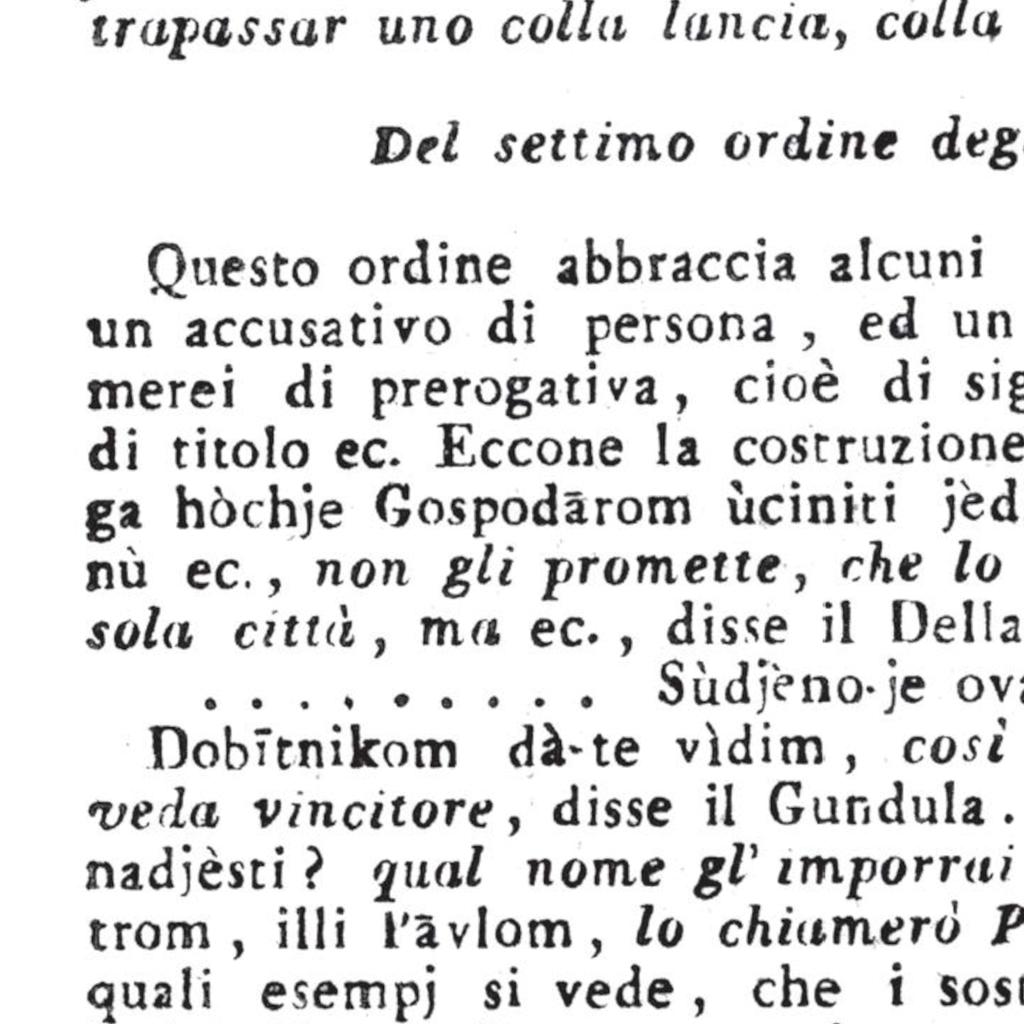 trapassar uno colla lancia, colla
Del settimo ordine deg
Questo ordine abbraccia alcuni
un accusativo di persona , ed un
merei di prerogativa , cioè di sig
di titolo ec. Eccone la costruzione
ga hòchje Gospodārom ùciniti jèd
nù ec. , non gli promette, che lo
sola città , ma ec. , disse il Della
. . . . . . . . . Sùdjèno-je ova
Dobītnikom dà-te vìdim , così
veda vincitore , disse il Gundula .
nadjèsti ? qual nome gl' imporrai
trom , illi Pāvlom , lo chiamerò P
quali esempj si vede , che i sost